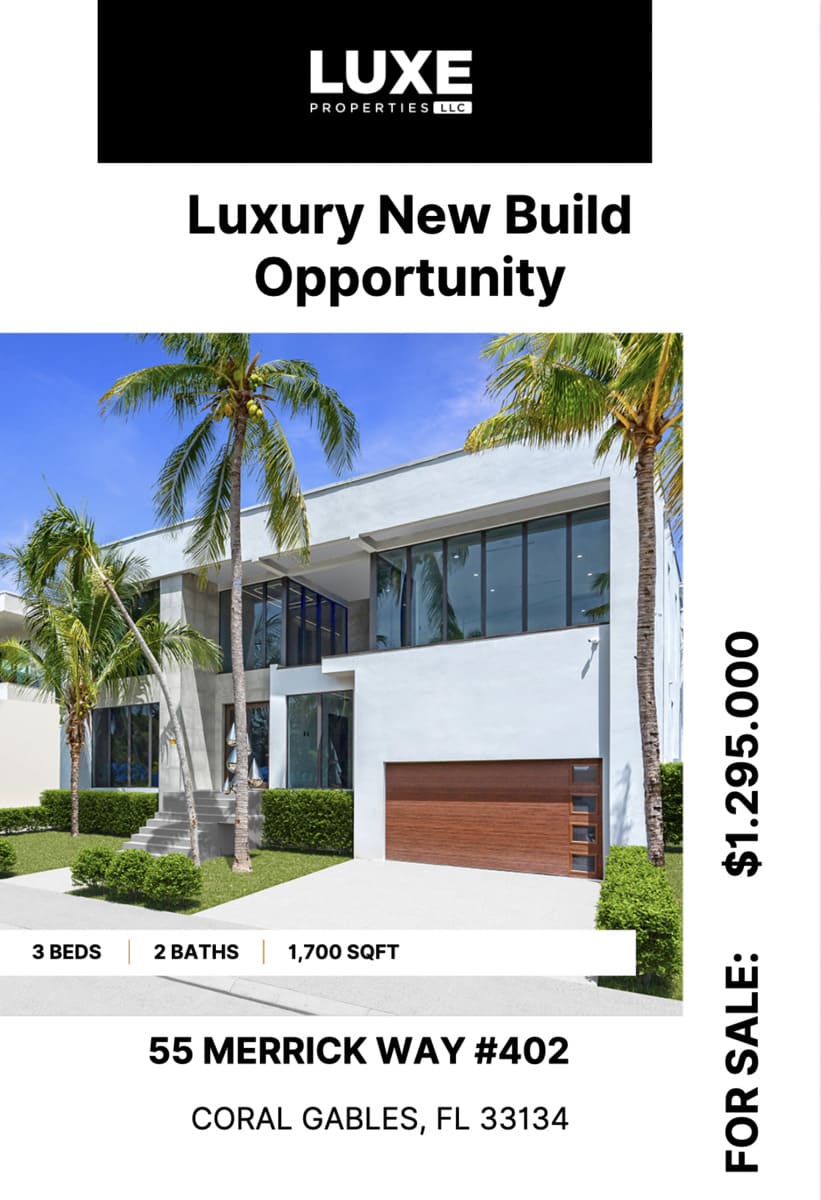 LUXE
PROPERTIES LLC
Luxury New Build
Opportunity
3 BEDS 2 BATHS 1,700 SQFT
55 MERRICK WAY #402
CORAL GABLES, FL 33134
FOR SALE: $1.295.000